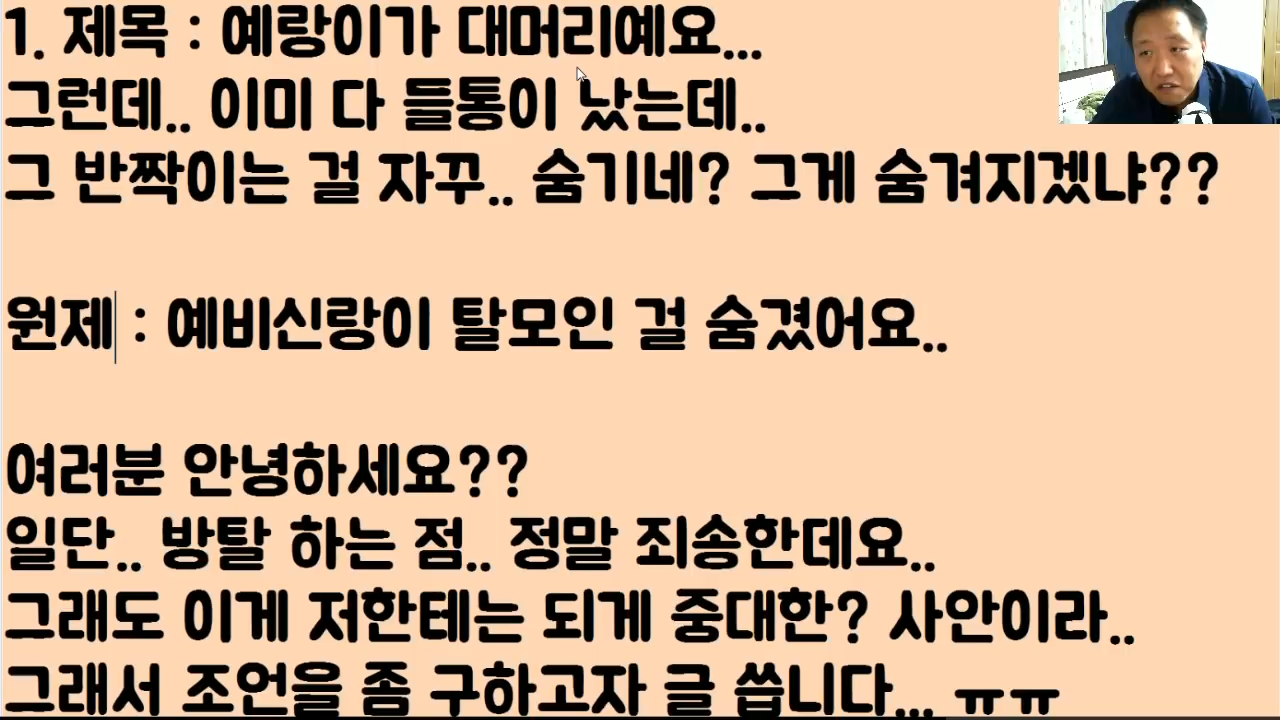 1. 제목 : 예랑이가 대머리예요...
그런데.. 이미 다 들통이 났는데..
그 반짝이는 걸 자꾸.. 숨기네? 그게 숨겨지겠냐??
원제 : 예비신랑이 탈모인 걸 숨겼어요..
여러분 안녕하세요??
일단.. 방탈 하는 점.. 정말 죄송한데요..
그래도 이게 저한테는 되게 중대한? 사안이라..
그래서 조언을 좀 구하고자 글 씁니다... ㅠㅠ